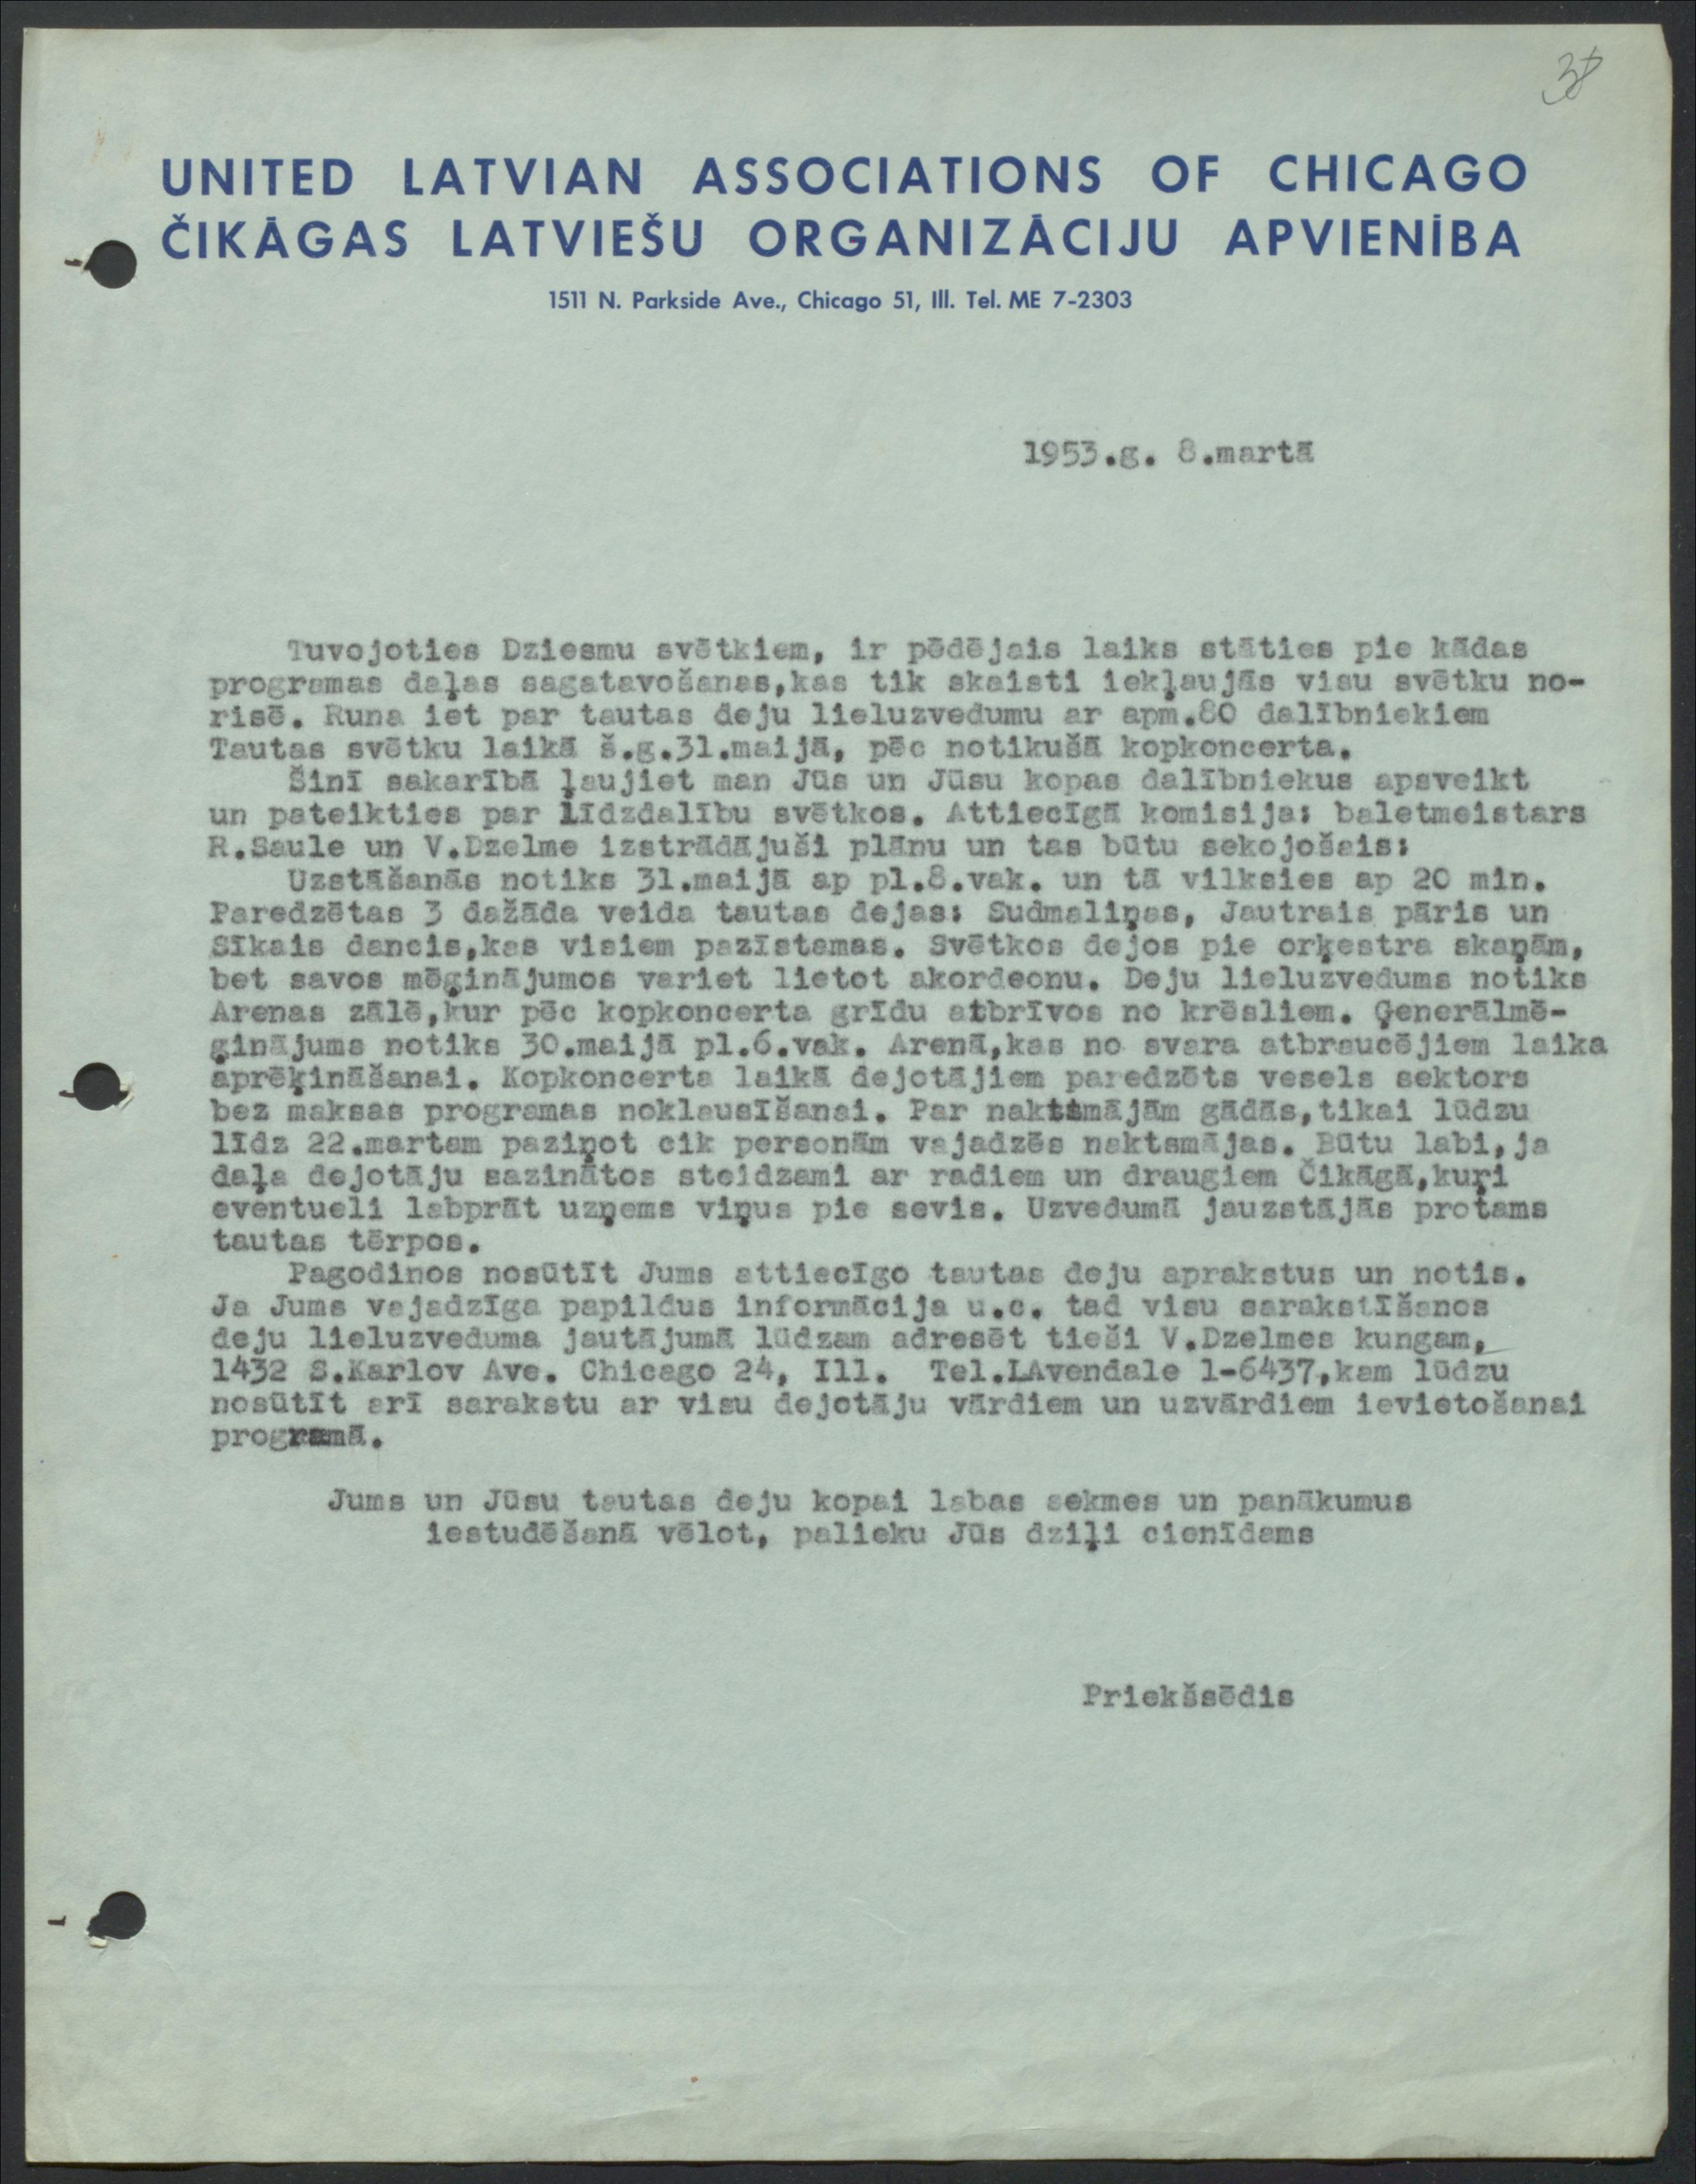 38
UNITED LATVIAN ASSOCIATIONS OF CHICAGO
ČIKĀGAS LATVIEŠU ORGANIZĀCIJU APVIENĪBA
1511 N. Parkside Ave., Chicago 51, Ill. Tel. ME 7-2303
1953.g. 8.martā
Tuvojoties Dziesmu svētkiem, ir pēdējais laiks stāties pie kādas
programas daļas sagatavošanas,kas tik skaisti iekļaujās visu svētku no-
risē. Runa iet par tautas deju lieluzvedumu ar apm.80 dalībniekiem
Tautas svētku laikā š.g.31.maijā, pēc notikušā kopkoncerta.
Šinī sakarībā ļaujiet man Jūs un Jūsu kopas dalībniekus apsveikt
un pateikties par līdzdalību svētkos. Attiecīgā komisija: baletmeistars
R.Saule un V.Dzelme izstrādājuši plānu un tas būtu sekojošais:
Uzstāšanās notiks 31.maijā ap pl.8.vak. un tā vilksies ap 20 min.
Paredzētas 3 dažāda veida tautas dejas: Sudmaliņas, Jautrais pāris un
Sīkais dancis,kas visiem pazīstamas. Svētkos dejos pie orķestra skaņām,
bet savos mēģinājumos variet lietot akordeonu. Deju lieluzvedums notiks
Arenas zālē,kur pēc kopkoncerta grīdu atbrīvos no krēsliem. Ģenerālmē-
ģinājums notiks 30.maijā pl.6.vak. Arenā,kas no svara atbraucējiem laika
aprēķināšanai. Kopkoncerta laikā dejotājiem paredzēts vesels sektors
bez maksas programas noklausīšanai. Par naktsmājām gādās,tikai lūdzu
līdz 22.martam paziņot cik personām vajadzēs naktsmājas. Būtu labi,ja
daļa dejotāju sazinātos steidzami ar radiem un draugiem Čikāgā,kuŗi
eventueli labprāt uzņems viņus pie sevis. Uzvedumā jauzstājās protams
tautas tērpos.
Pagodinos nosūtīt Jums attiecīgo tautas deju aprakstus un notis.
Ja Jums vajadzīga papildus informācija u.c. tad visu sarakstīšanos
deju lieluzveduma jautājumā lūdzam adresēt tieši V.Dzelmes kungam,
1432 S.Karlov Ave. Chicago 24, Ill. Tel.LAvendale 1-6437,kam lūdzu
nosūtīt arī sarakstu ar visu dejotāju vārdiem un uzvārdiem ievietošanai
programā.
Jums un Jūsu tautas deju kopai labas sekmes un panākumus
iestudēšanā vēlot, palieku Jūs dziļi cienīdams
Priekšsēdis